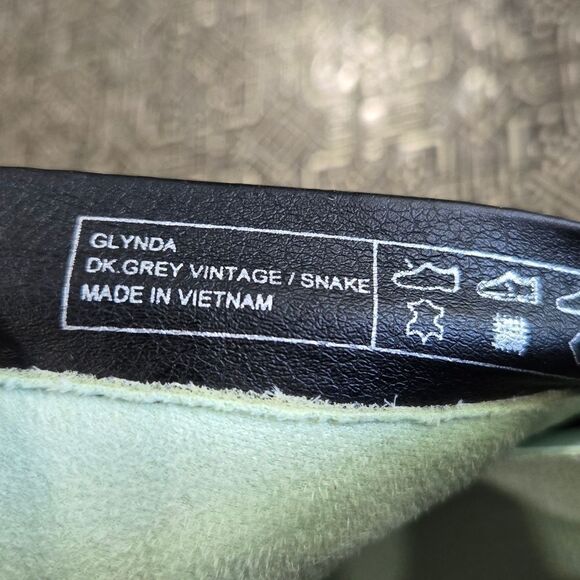 GLYNDA
DK.GREY VINTAGE / SNAKE
MADE IN VIETNAM